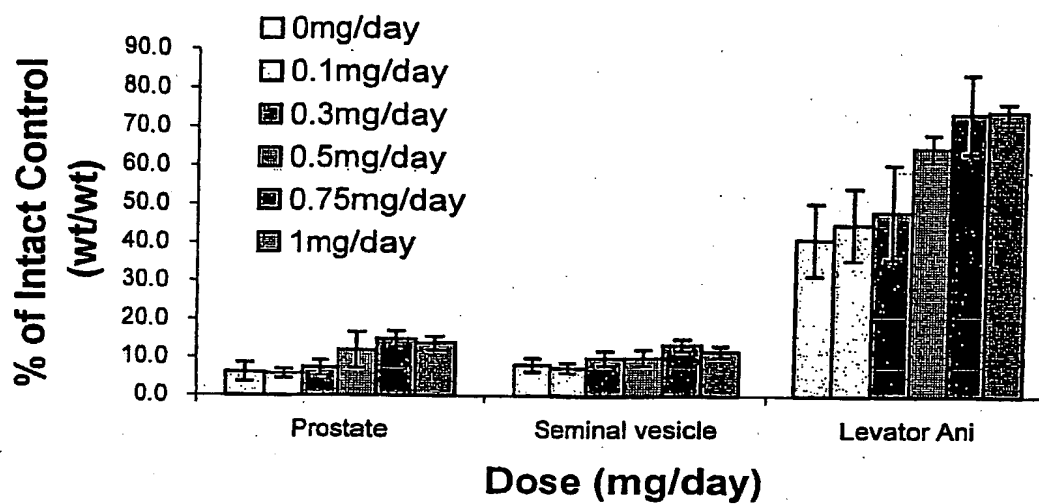 % of Intact Control
(wt/wt)
90.0
80.0
70.0
60.0
50.0
40.0
30.0
20.0
10.0
0.0
0mg/day
0.1mg/day
0.3mg/day
0.5mg/day
0.75mg/day
1mg/day
Prostate
Seminal vesicle
Levator Ani
Dose (mg/day)